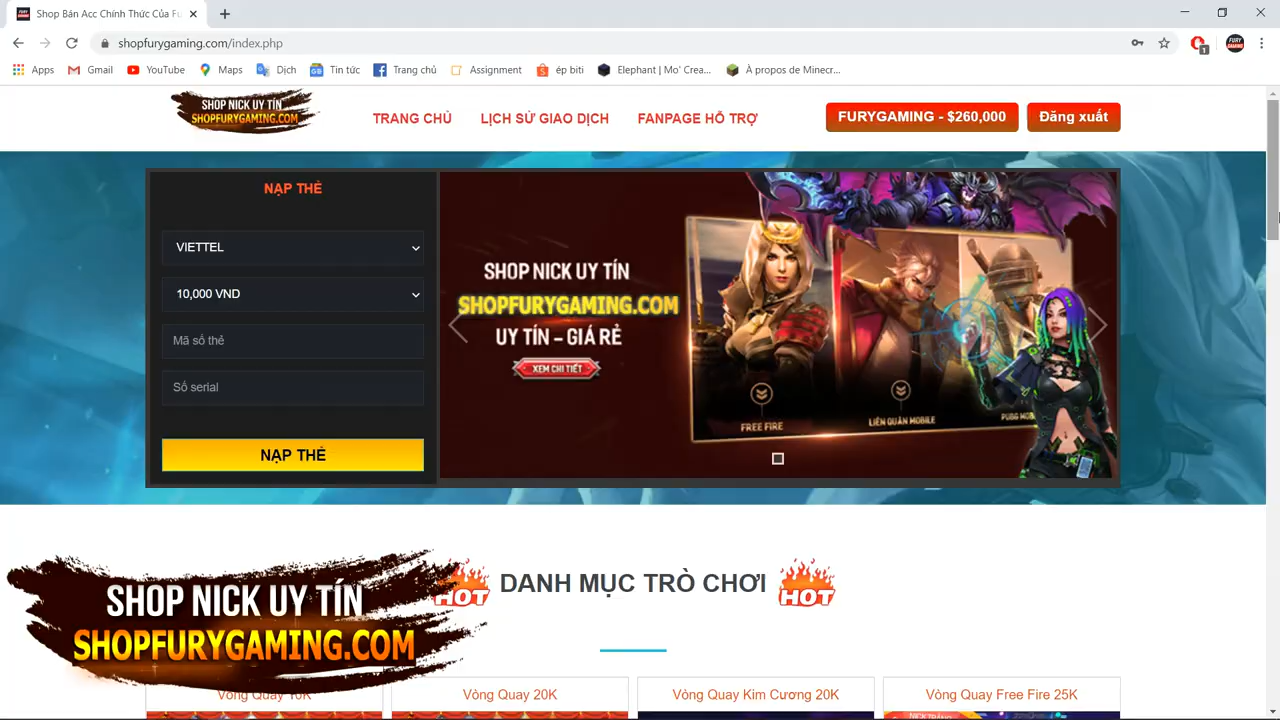 Shop Bán Acc Chính Thức Của Fu
shopfurygaming.com/index.php
1
Apps
Gmail
YouTube
Maps
Dịch
Tin tức
Trang chủ
Assignment
ép biti
Elephant | Mo' Crea...
À propos de Minecr...
SHOP NICK UY TÍN
SHOPFURYGAMING.COM
TRANG CHỦ
LỊCH SỬ GIAO DỊCH
FANPAGE HỖ TRỢ
FURYGAMING - $260,000
Đăng xuất
NẠP THẺ
VIETTEL
10,000 VND
Mã số thẻ
Số serial
NẠP THẺ
SHOP NICK UY TÍN
SHOPFURYGAMING.COM
UY TÍN – GIÁ RẺ
XEM CHI TIẾT
FREE FIRE
LIÊN QUÂN MOBILE
PUBG MOB
HOT DANH MỤC TRÒ CHƠI HOT
SHOP NICK UY TÍN
SHOPFURYGAMING.COM
Vòng Quay 10K
Vòng Quay 20K
Vòng Quay Kim Cương 20K
Vòng Quay Free Fire 25K